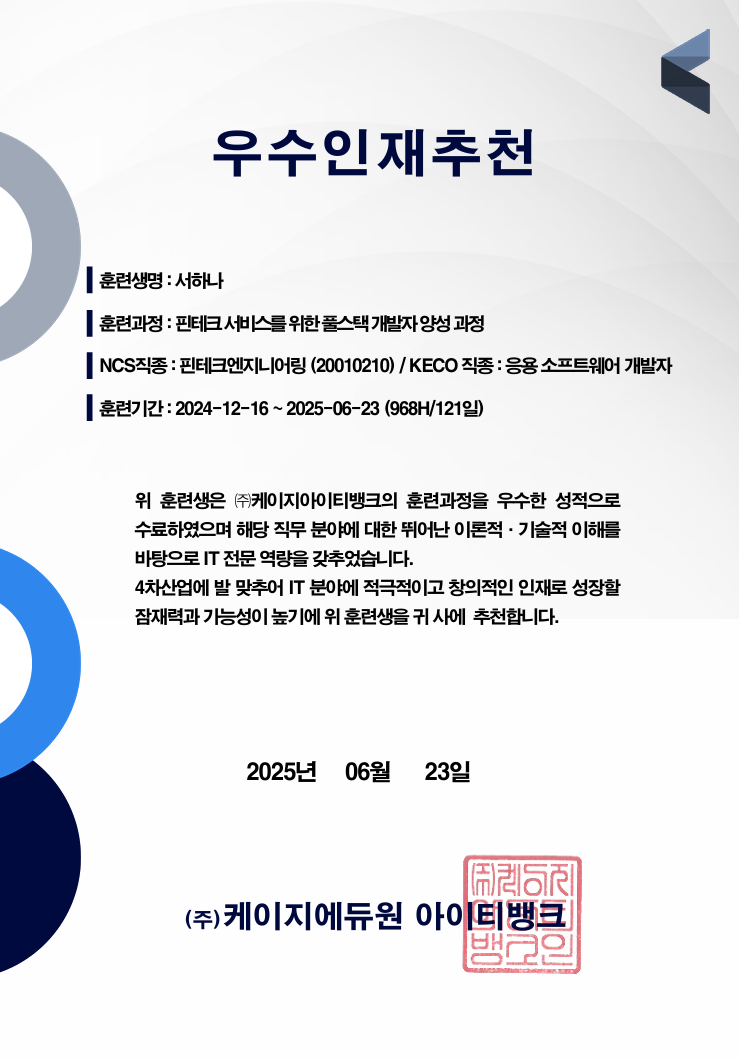 우수인재추천
훈련생명 : 서하나
훈련과정 : 핀테크 서비스를 위한 풀스택 개발자 양성 과정
NCS직종 : 핀테크엔지니어링 (20010210) / KECO 직종 : 응용 소프트웨어 개발자
훈련기간 : 2024-12-16 ~ 2025-06-23 (968H/121일)
위 훈련생은 ㈜케이지아이티뱅크의 훈련과정을 우수한 성적으로
수료하였으며 해당 직무 분야에 대한 뛰어난 이론적 · 기술적 이해를
바탕으로 IT 전문 역량을 갖추었습니다.
4차산업에 발 맞추어 IT 분야에 적극적이고 창의적인 인재로 성장할
잠재력과 가능성이 높기에 위 훈련생을 귀 사에 추천합니다.
2025년 06월 23일
(주)케이지에듀원 아이티뱅크